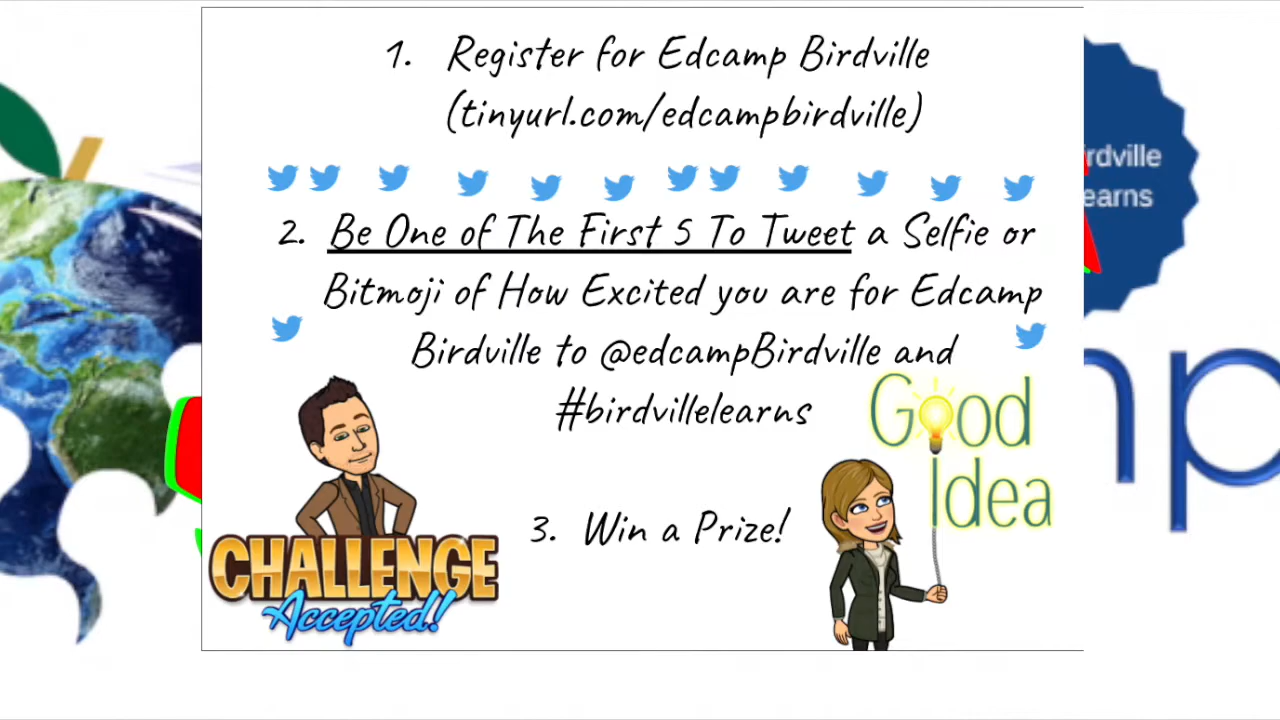 1. Register for Edcamp Birdville
(tinyurl.com/edcampbirdville)
rdville
earns
2. Be One of The First 5 To Tweet a Selfie or
Bitmoji of How Excited you are for Edcamp
Birdville to @edcampBirdville and
#birdvillelearns
Good
Idea
3. Win a Prize!
CHALLENGE
Accepted!
mp